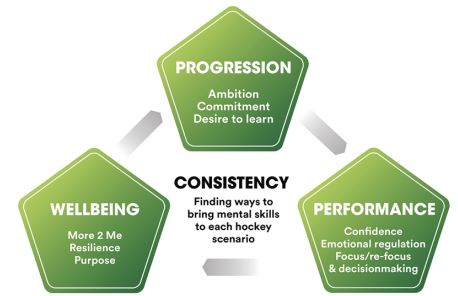 PROGRESSION
Ambition
Commitment
Desire to learn
CONSISTENCY
Finding ways to
bring mental skills
to each hockey
scenario
WELLBEING
More 2 Me
Resilience
Purpose
PERFORMANCE
Confidence
Emotional regulation
Focus/re-focus
& decisionmaking